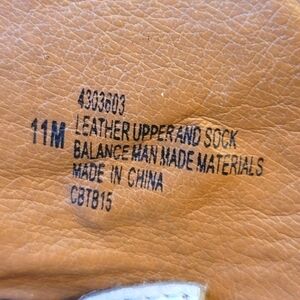 4303603
11M LEATHER UPPER AND SOCK
BALANCE MAN MADE MATERIALS
MADE IN CHINA
CBTB15